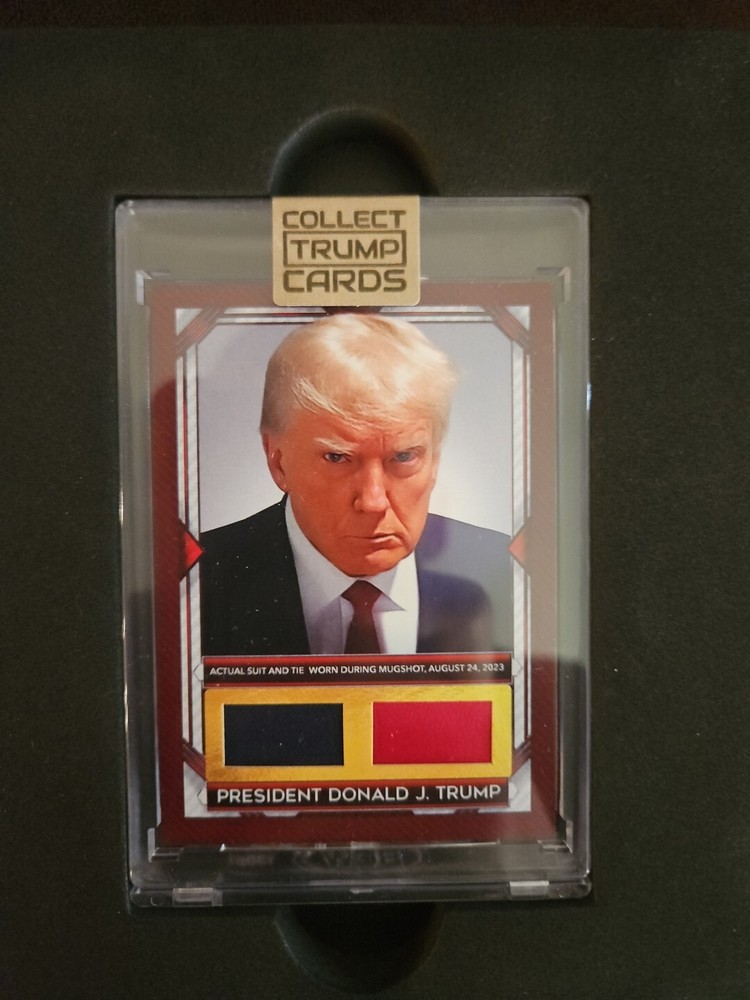 COLLECT
TRUMP
CARDS
ACTUAL SUIT AND TIE WORN DURING MUGSHOT, AUGUST 24, 2023
PRESIDENT DONALD J. TRUMP